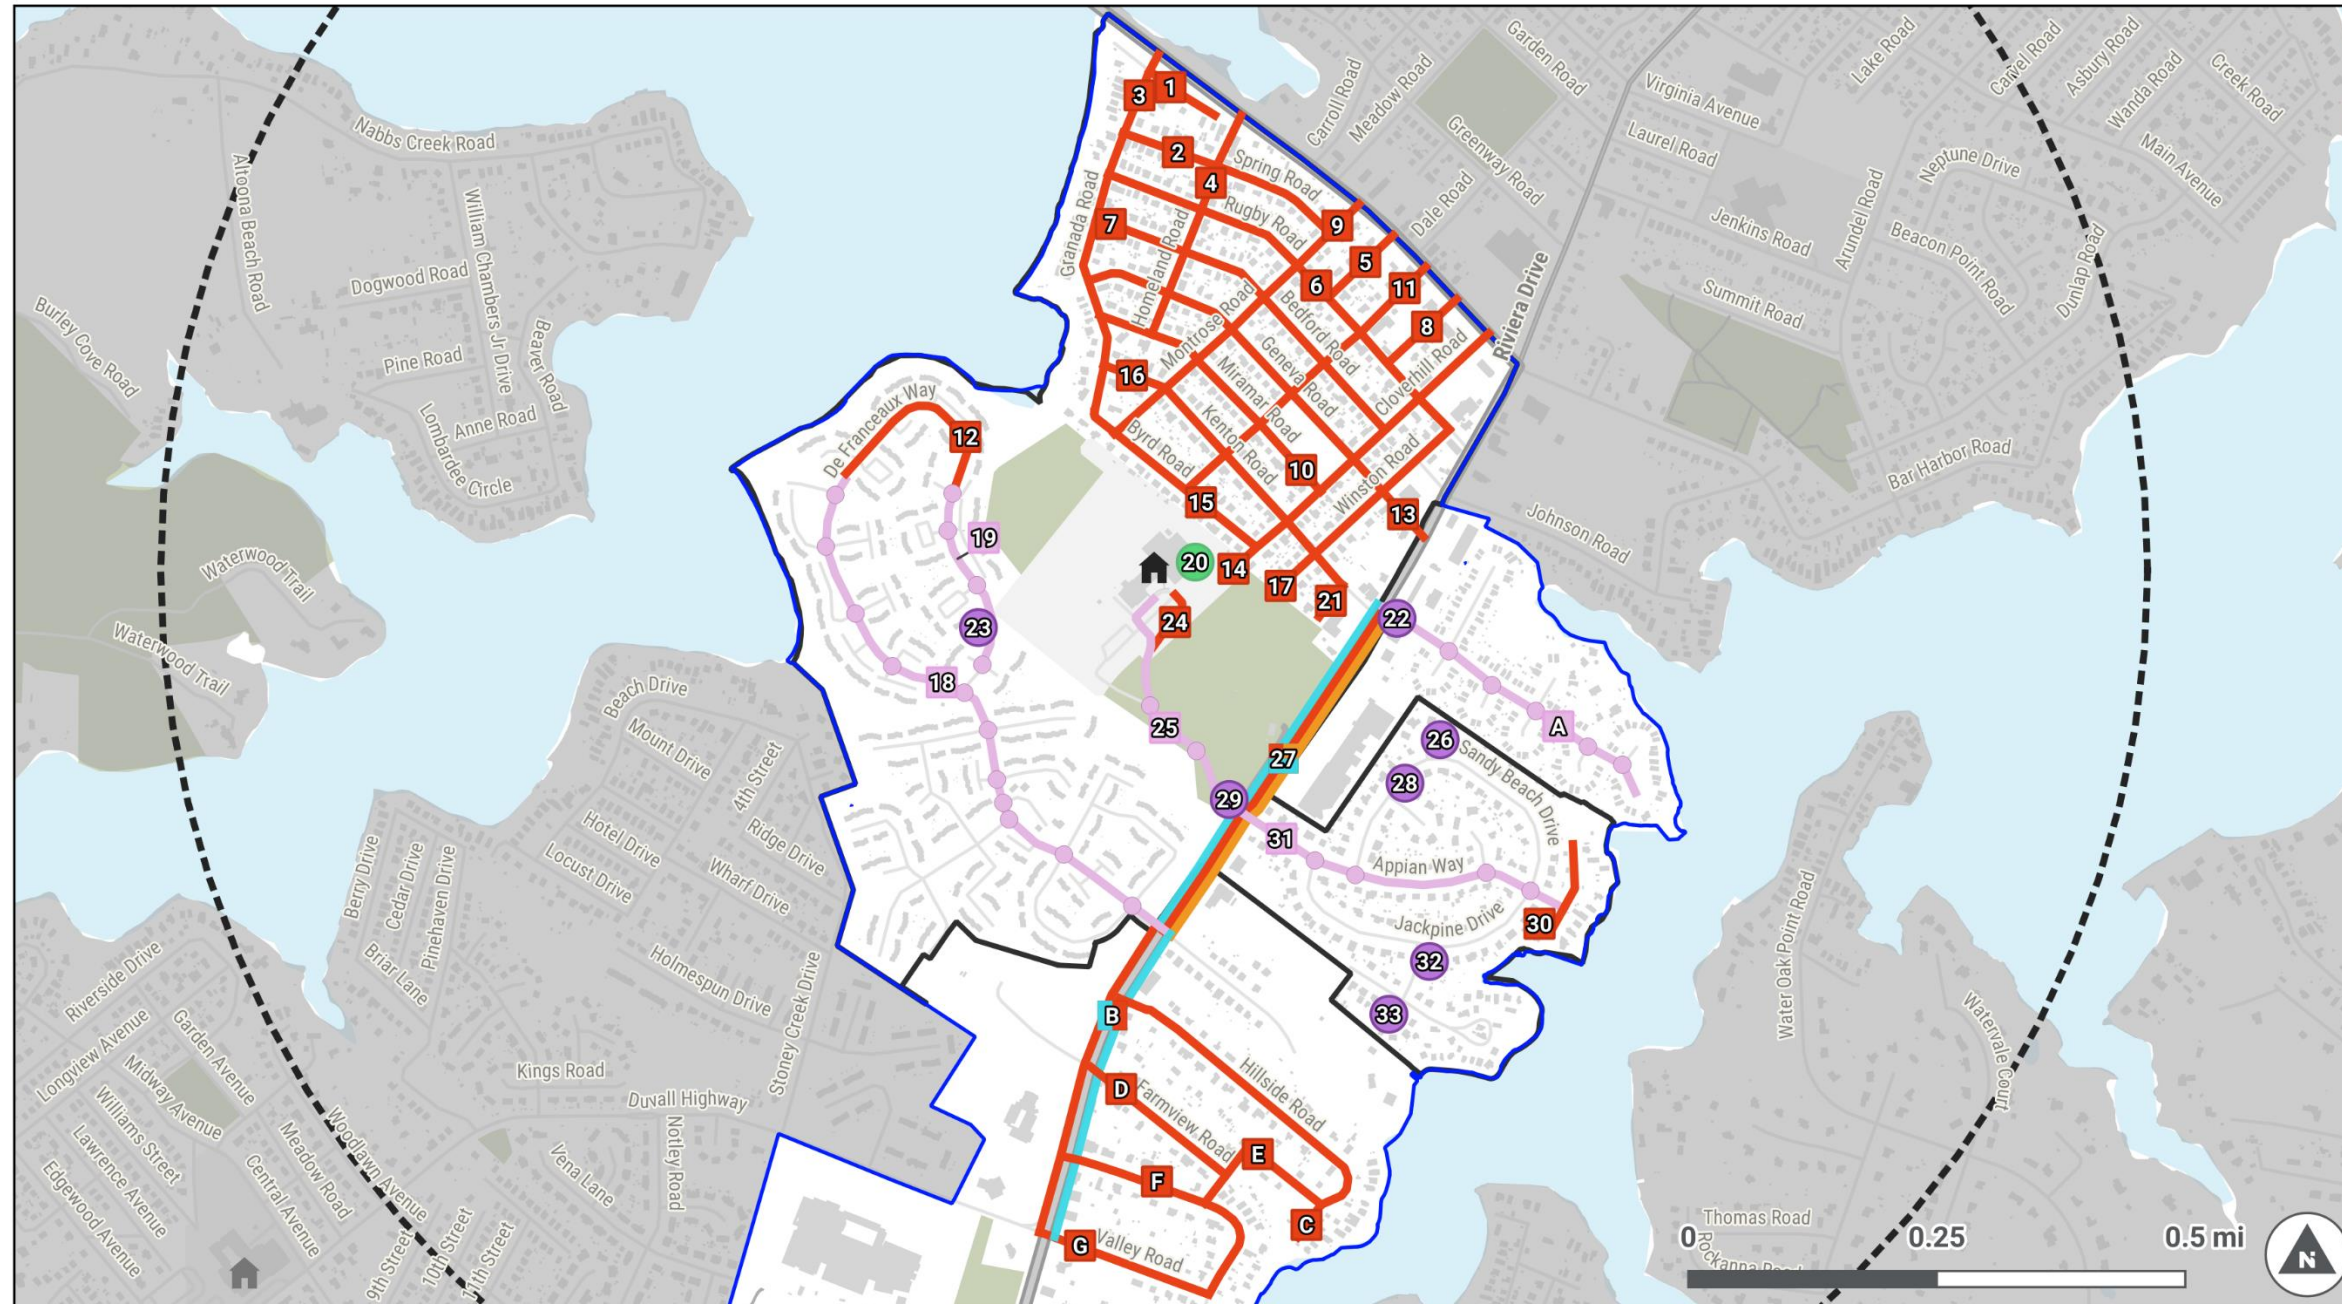 Garden Road
Lake Road
Carvel Road
Asbury Road
Wanda Road
Creek Road
Carroll Road
Meadow Road
Virginia Avenue
Laurel Road
Greenway Road
Main Avenue
Neptune Drive
Nabbs Creek Road
Altoona Beach Road
William Chambers Jr Drive
Dogwood Road
Beaver Road
Pine Road
Anne Road
Lombardee Circle
Burley Cove Road
Waterwood Trail
Waterwood Trail
3
1
2
4
Spring Road
Granada Road
7
Rugby Road
9
Dale Road
Homeland Road
6
5
11
8
Riviera Drive
Jenkins Road
Arundel Road
Beacon Point Road
Dunlap Road
Summit Road
Bar Harbor Road
Johnson Road
Montrose Road
Bedford Road
Geneva Road
Cloverhill Road
Miramar Road
16
Kenton Road
Byrd Road
10
Winston Road
15
13
De Franceaux Way
12
19
20
14
17
21
24
23
22
18
25
A
27
26
Sandy Beach Drive
28
29
31
Appian Way
Jackpine Drive
30
32
33
Beach Drive
Mount Drive
4th Street
Hotel Drive
Ridge Drive
Locust Drive
Wharf Drive
Berry Drive
Cedar Drive
Pinehaven Drive
Briar Lane
Holmespun Drive
Stoney Creek Drive
Riverside Drive
Longview Avenue
Garden Avenue
Midway Avenue
Williams Street
Lawrence Avenue
Edgewood Avenue
Meadow Road
Central Avenue
Woodlawn Avenue
Kings Road
Duvall Highway
Notley Road
Vena Lane
9th Street
10th Street
11th Street
B
D
Farmview Road
Hillside Road
E
F
C
G
Valley Road
Water Oak Point Road
Watervale Court
Thomas Road
Rockanna Road
0
0.25
0.5 mi
N